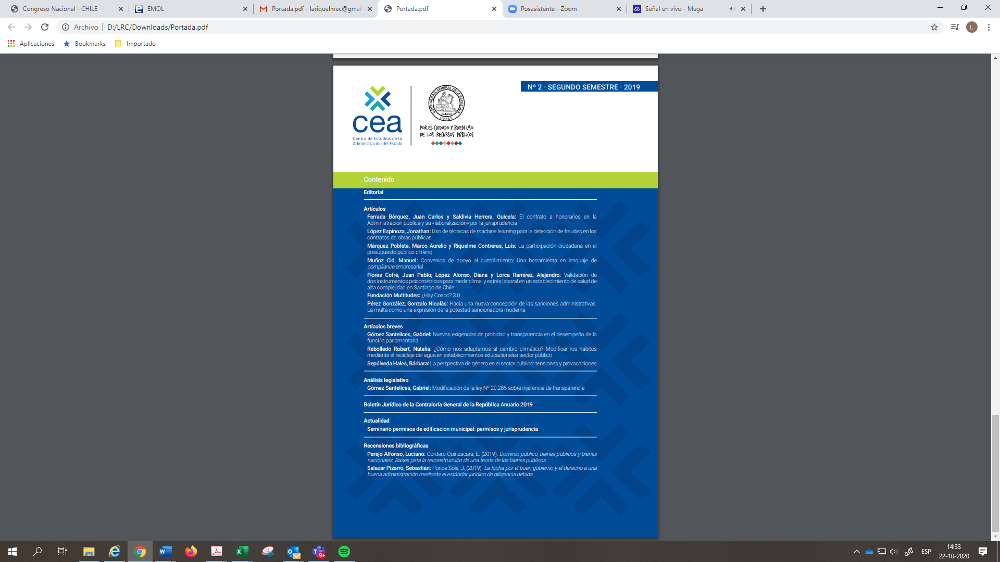 Congreso Nacional - CHILE
EMOL
Portada.pdf - lariquelmec@gmai
Portada.pdf
Posasistente - Zoom
Señal en vivo - Mega
Archivo
D:/LRC/Downloads/Portada.pdf
L
Aplicaciones
Bookmarks
Importado
Nº 2 · SEGUNDO SEMESTRE · 2019
cea
Centro de Estudios de la
Administración del Estado
CONTRALORÍA GENERAL DE LA REPÚBLICA
CHILE
POR EL CUIDADO Y BUEN USO
DE LOS RECURSOS PÚBLICOS
Contenido
Editorial
Artículos
Ferrada Bórquez, Juan Carlos y Saldivia Herrera, Guicela: El contrato a honorarios en la
Administración pública y su «laboralización» por la jurisprudencia
López Espinoza, Jonathan: Uso de técnicas de machine learning para la detección de fraudes en los
contratos de obras públicas
Márquez Poblete, Marco Aurelio y Riquelme Contreras, Luis: La participación ciudadana en el
presupuesto público chileno
Muñoz Cid, Manuel: Convenios de apoyo al cumplimiento: Una herramienta en lenguaje de
compliance empresarial
Flores Cofré, Juan Pablo; López Alonso, Diana y Lorca Ramírez, Alejandro: Validación de
dos instrumentos psicométricos para medir clima y estrés laboral en un establecimiento de salud de
alta complejidad en Santiago de Chile
Fundación Multitudes: ¿Hay Cosoc? 3.0
Pérez González, Gonzalo Nicolás: Hacia una nueva concepción de las sanciones administrativas.
La multa como una expresión de la potestad sancionadora moderna
Artículos breves
Gómez Santelices, Gabriel: Nuevas exigencias de probidad y transparencia en el desempeño de la
función parlamentaria
Rebolledo Robert, Natalia: ¿Cómo nos adaptamos al cambio climático? Modificar los hábitos
mediante el reciclaje del agua en establecimientos educacionales sector público
Sepúlveda Hales, Bárbara: La perspectiva de género en el sector público: tensiones y provocaciones
Análisis legislativo
Gómez Santelices, Gabriel: Modificación de la ley Nº 20.285 sobre injerencia de transparencia
Boletín Jurídico de la Contraloría General de la República Anuario 2019
Actualidad
Seminario permisos de edificación municipal: permisos y jurisprudencia
Recensiones bibliográficas
Parejo Alfonso, Luciano: Cordero Quinzacara, E. (2019). Dominio público, bienes públicos y bienes
nacionales. Bases para la reconstrucción de una teoría de los bienes públicos
Salazar Pizarro, Sebastián: Ponce Solé, J. (2019). La lucha por el buen gobierno y el derecho a una
buena administración mediante el estándar jurídico de diligencia debida
9+
ESP
14:33
22-10-2020